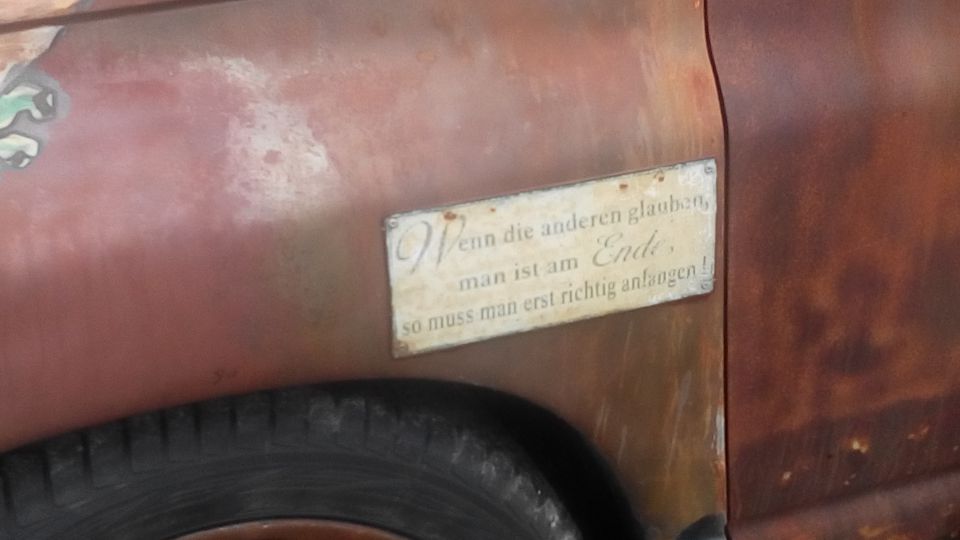 Wenn die anderen glauben,
man ist am Ende,
so muss man erst richtig anfangen !